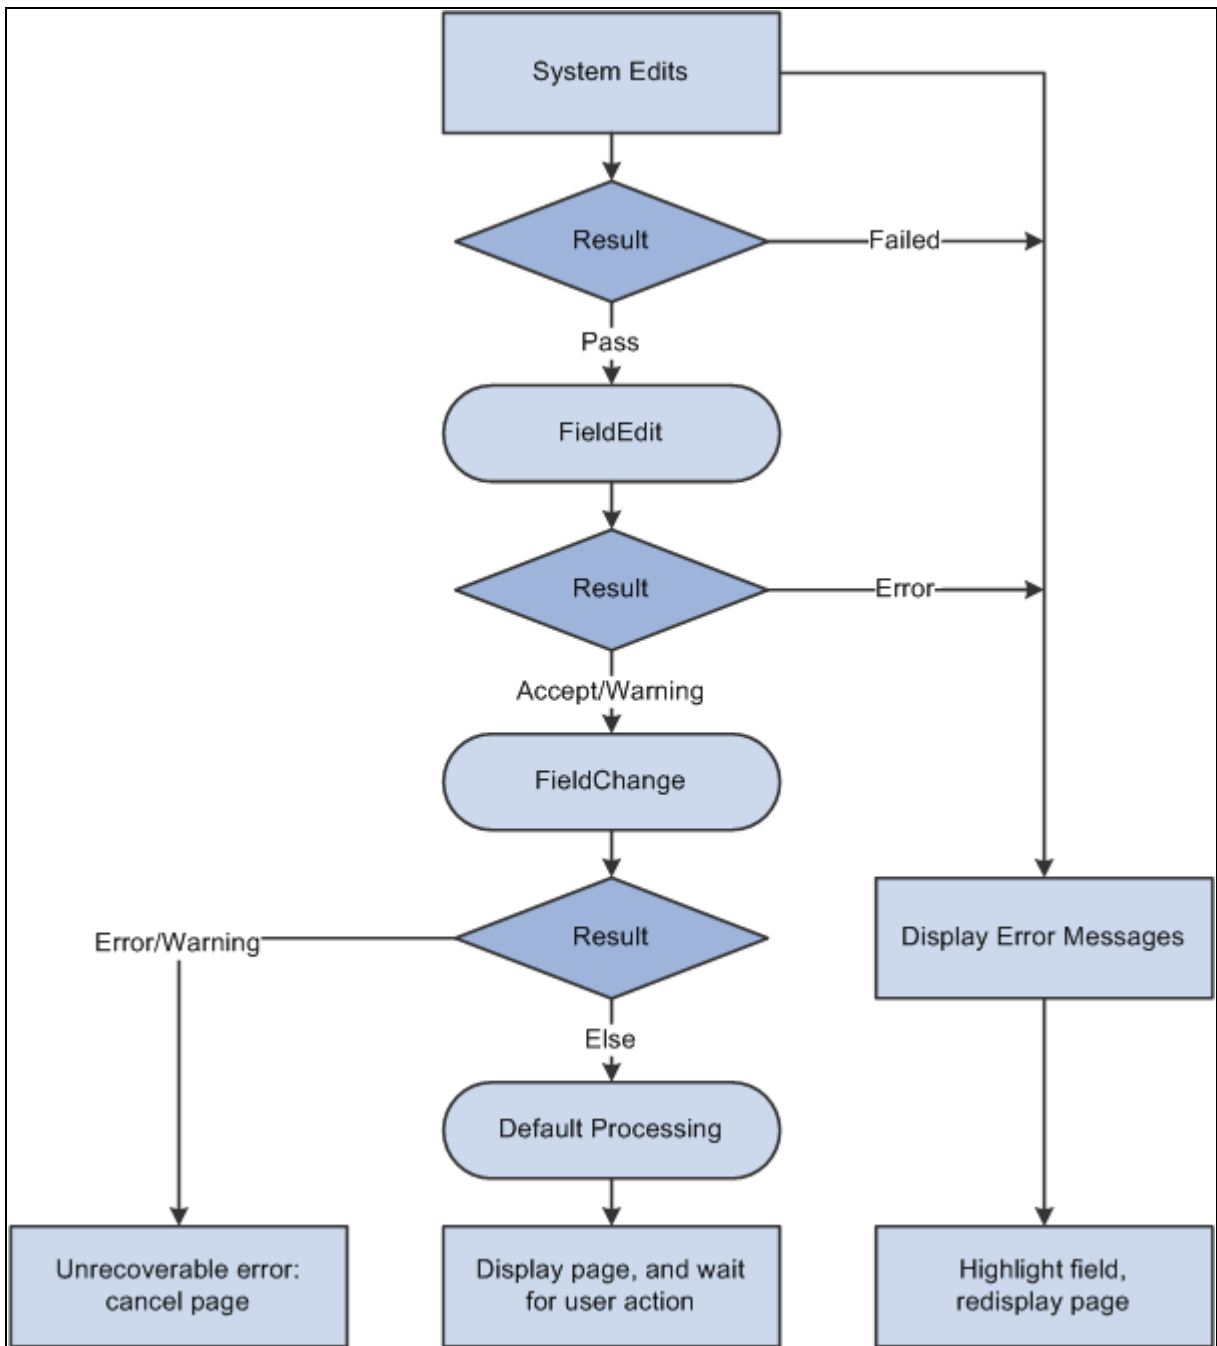 System Edits
Result
Failed
Pass
FieldEdit
Result
Error
Accept/Warning
FieldChange
Result
Error/Warning
Display Error Messages
Else
Default Processing
Unrecoverable error:
cancel page
Display page, and wait
for user action
Highlight field,
redisplay page